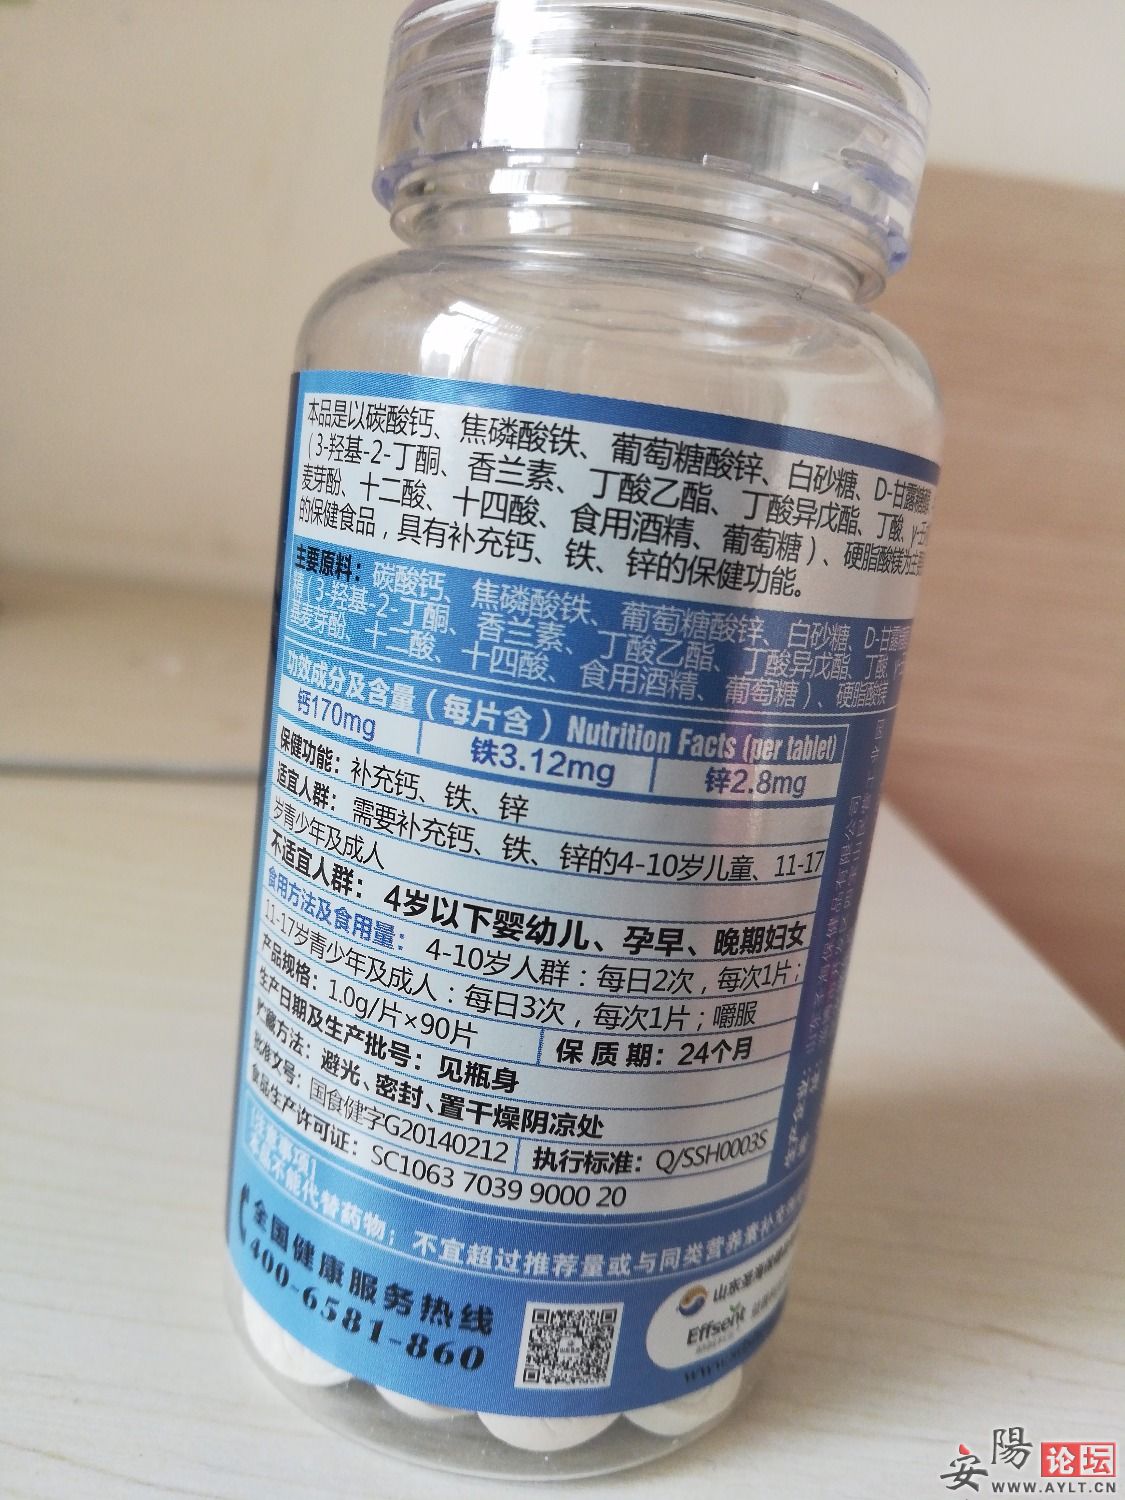 本品是以碳酸钙、焦磷酸铁、葡萄糖酸锌、白砂糖、D-甘露糖醇
（3-羟基-2-丁酮、香兰素、丁酸乙酯、丁酸异戊酯、丁酸、γ-壬
麦芽酚、十二酸、十四酸、食用酒精、葡萄糖）、硬脂酸镁为主要
的保健食品，具有补充钙、铁、锌的保健功能。
主要原料：碳酸钙、焦磷酸铁、葡萄糖酸锌、白砂糖、D-甘露糖
精（3-羟基-2-丁酮、香兰素、丁酸乙酯、丁酸异戊酯、丁酸、γ-
基麦芽酚、十二酸、十四酸、食用酒精、葡萄糖）、硬脂酸镁
功效成分及含量（每片含）Nutrition Facts (per tablet)
钙170mg 铁3.12mg 锌2.8mg
保健功能：补充钙、铁、锌
适宜人群：需要补充钙、铁、锌的4-10岁儿童、11-17
岁青少年及成人
不适宜人群：4岁以下婴幼儿、孕早、晚期妇女
食用方法及食用量：4-10岁人群：每日2次，每次1片；
11-17岁青少年及成人：每日3次，每次1片；嚼服
产品规格：1.0g/片×90片 保质期：24个月
生产日期及生产批号：见瓶身
贮藏方法：避光、密封、置干燥阴凉处
批准文号：国食健字G20140212 执行标准：Q/SSH0003S
食品生产许可证：SC1063 7039 9000 20
注意事项：
本品不能代替药物；不宜超过推荐量或与同类营养素补充
全国健康服务热线
400-6581-860
山东圣海保健
Effsent
安陽论坛
WWW.AYLT.CN